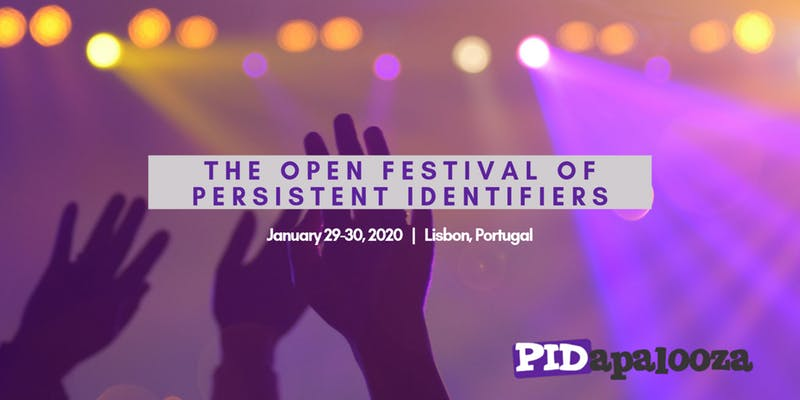 THE OPEN FESTIVAL OF
PERSISTENT IDENTIFIERS
January 29-30, 2020 | Lisbon, Portugal
PIDapalooza